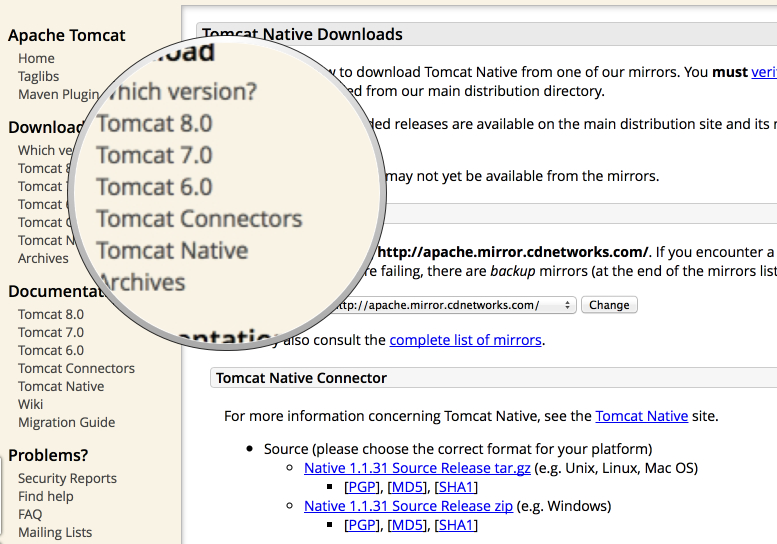 Apache Tomcat
Home
Taglibs
Maven Plugin
Download
Which ve
Tomcat 8
Tomcat 7
Tomcat 6
Tomcat C
Tomcat N
Archives
Documentat
Tomcat 8.0
Tomcat 7.0
Tomcat 6.0
Tomcat Connectors
Tomcat Native
Wiki
Migration Guide
Problems?
Security Reports
Find help
FAQ
Mailing Lists
oad
hich version?
Tomcat 8.0
Tomcat 7.0
Tomcat 6.0
Tomcat Connectors
Tomcat Native
Archives
entatio
Tomcat Native Downloads
w to download Tomcat Native from one of our mirrors. You must veri
ed from our main distribution directory.
ded releases are available on the main distribution site and its
may not yet be available from the mirrors.
http://apache.mirror.cdnetworks.com/. If you encounter a
re failing, there are backup mirrors (at the end of the mirrors list
http://apache.mirror.cdnetworks.com/ Change
also consult the complete list of mirrors.
Tomcat Native Connector
For more information concerning Tomcat Native, see the Tomcat Native site.
Source (please choose the correct format for your platform)
Native 1.1.31 Source Release tar.gz (e.g. Unix, Linux, Mac OS)
[PGP], [MD5], [SHA1]
Native 1.1.31 Source Release zip (e.g. Windows)
[PGP], [MD5], [SHA1]